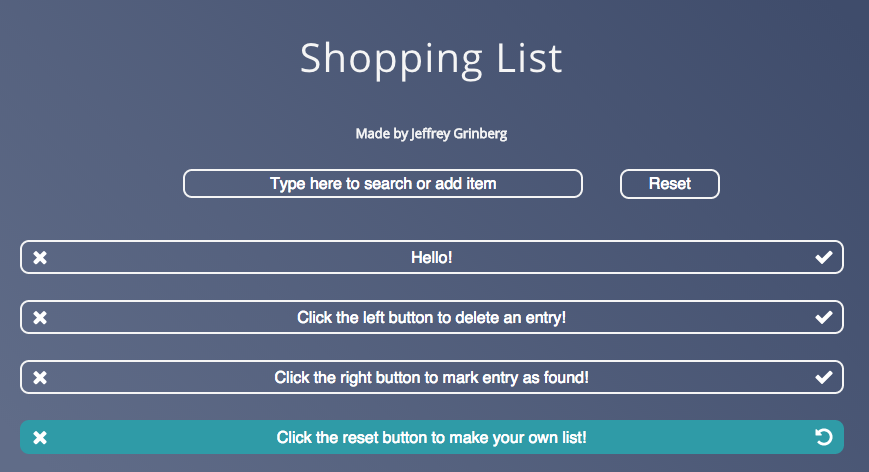 Shopping List
Made by Jeffrey Grinberg
Type here to search or add item
Reset
Hello!
Click the left button to delete an entry!
Click the right button to mark entry as found!
Click the reset button to make your own list!